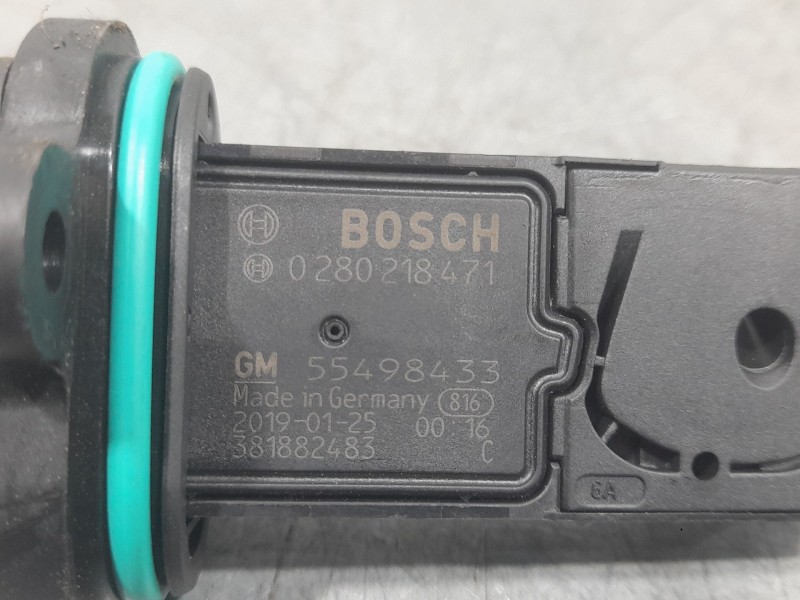 BOSCH
0 280 218 471
GM 55498433
Made in Germany 816
2019-01-25 00 16
381882483 C
6A